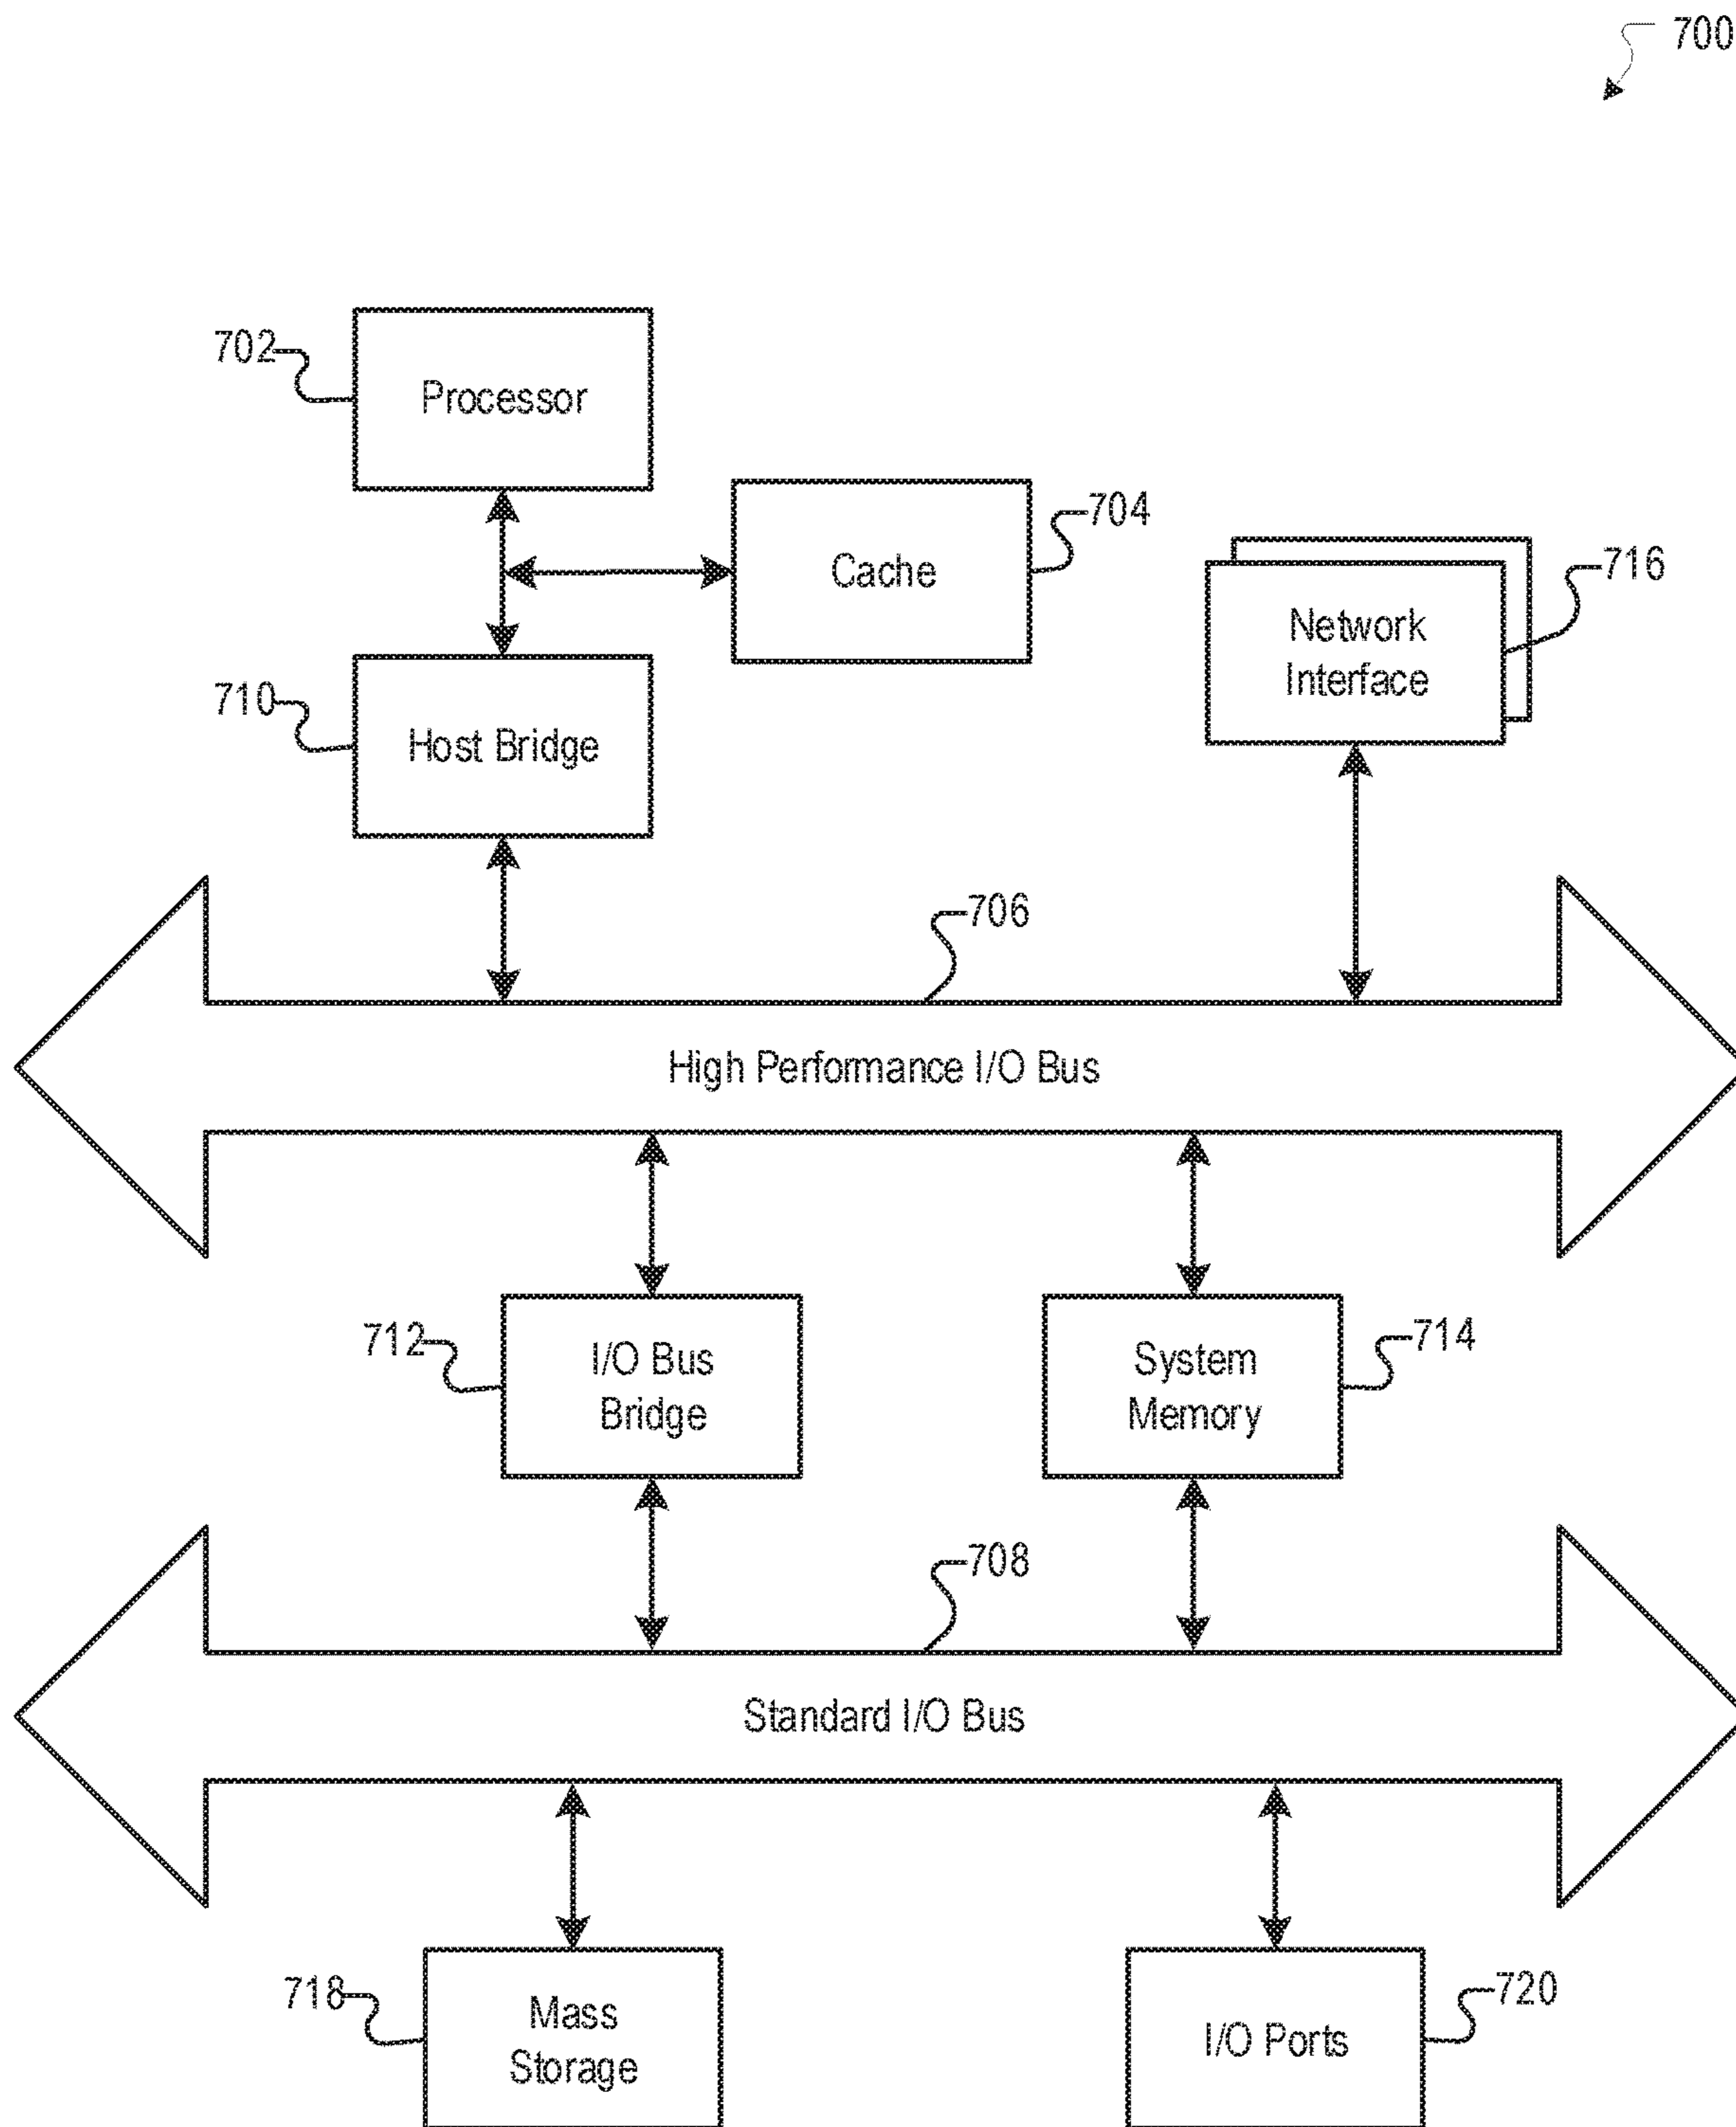 700
702
Processor
Cache
704
716
Network
Interface
710
Host Bridge
706
High Performance I/O Bus
712
I/O Bus
Bridge
System
Memory
714
708
Standard I/O Bus
718
Mass
Storage
I/O Ports
720